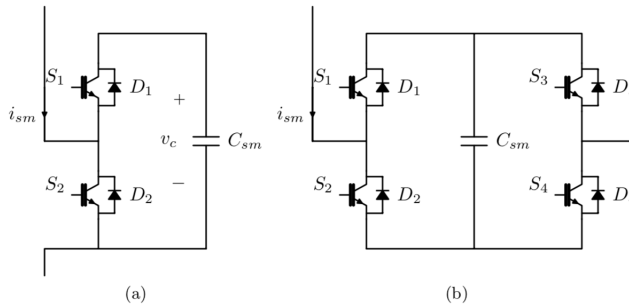 S₁
D₁
+
i_sm
v_c
C_sm
−
S₂
D₂
(a)
S₁
D₁
S₃
D
i_sm
C_sm
S₂
D₂
S₄
D
(b)